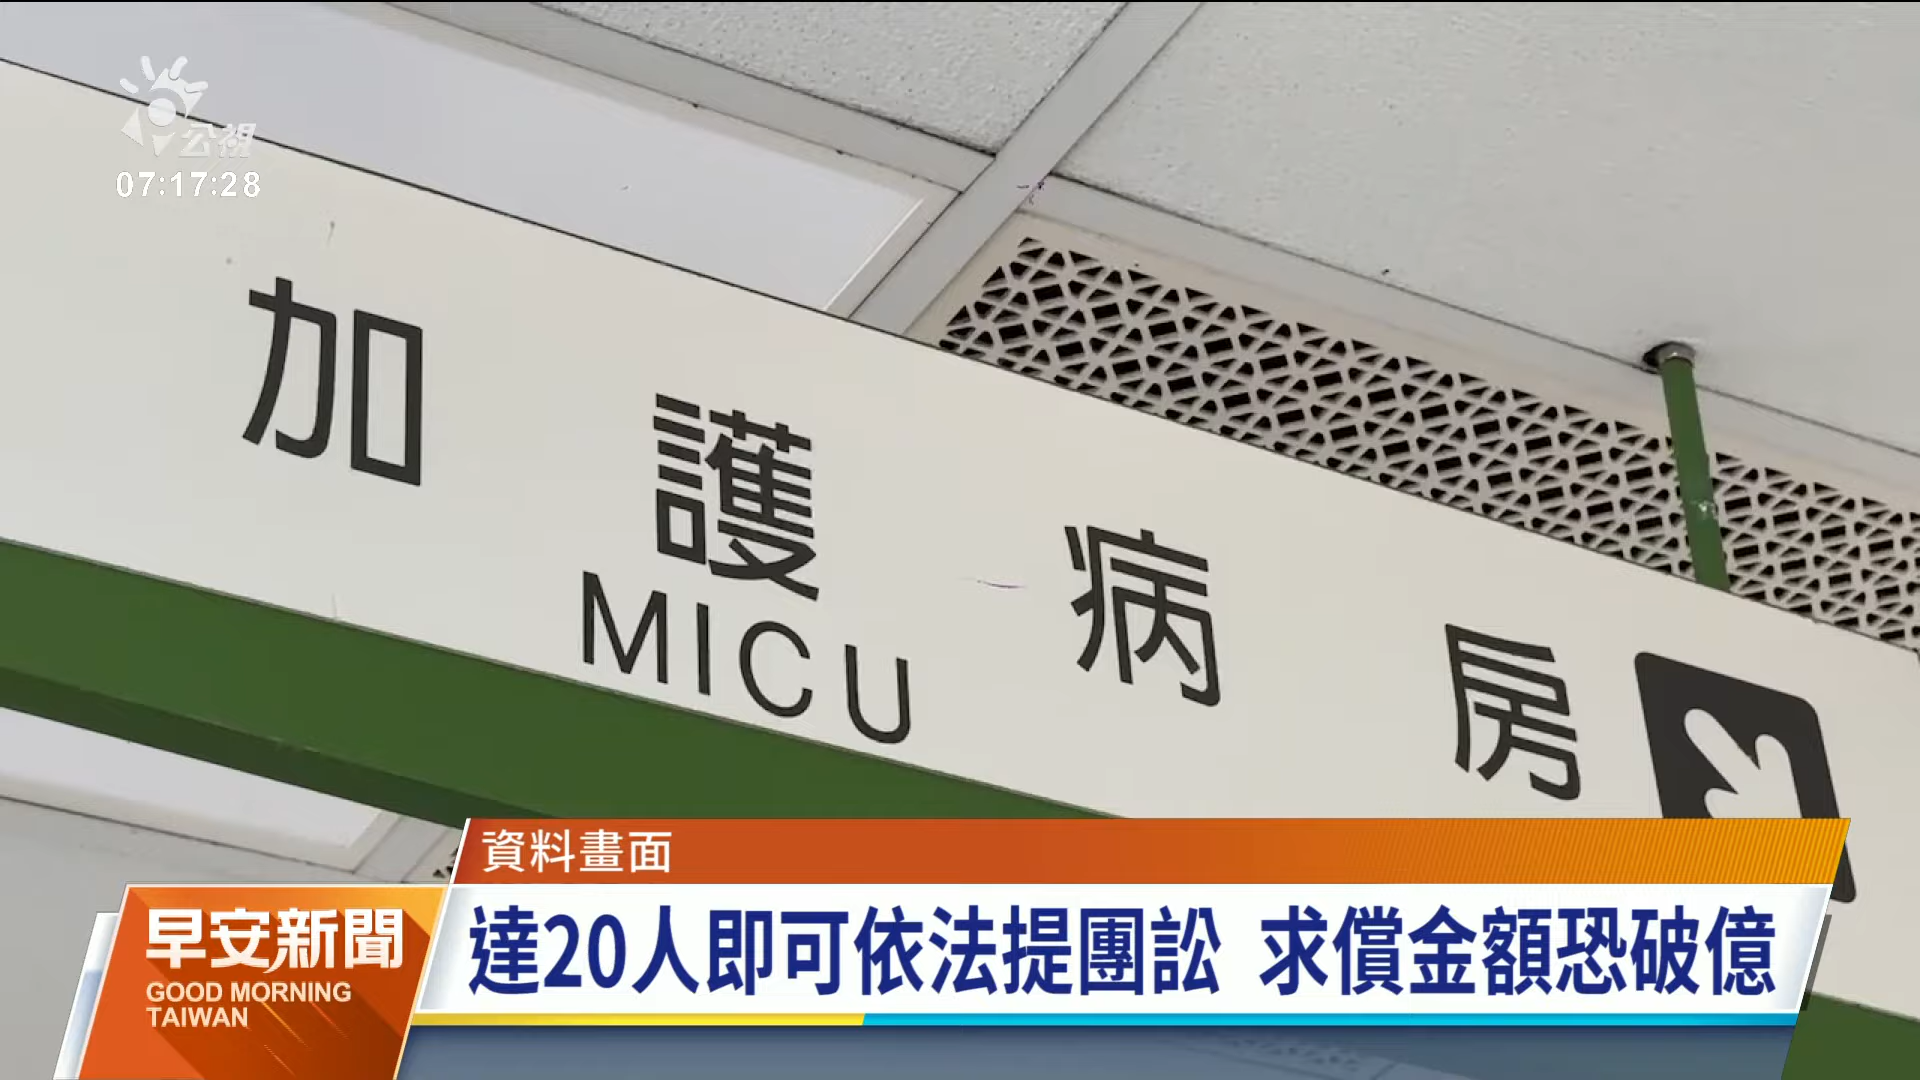 公視
07:17:28
加護病房
MICU
資料畫面
早安新聞
GOOD MORNING
TAIWAN
達20人即可依法提團訟 求償金額恐破億